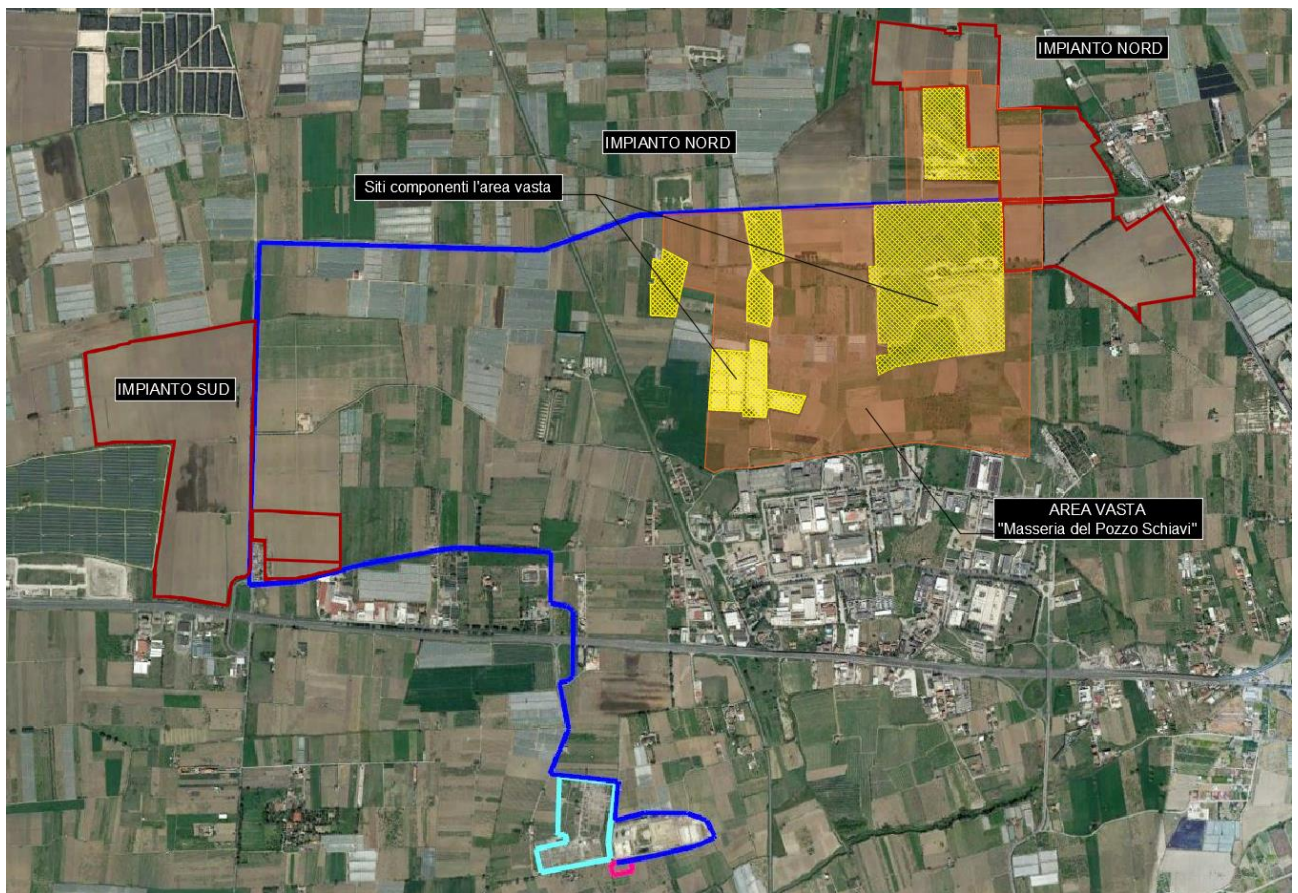 IMPIANTO NORD
IMPIANTO NORD
Siti componenti l'area vasta
IMPIANTO SUD
AREA VASTA
"Masseria del Pozzo Schiavi"